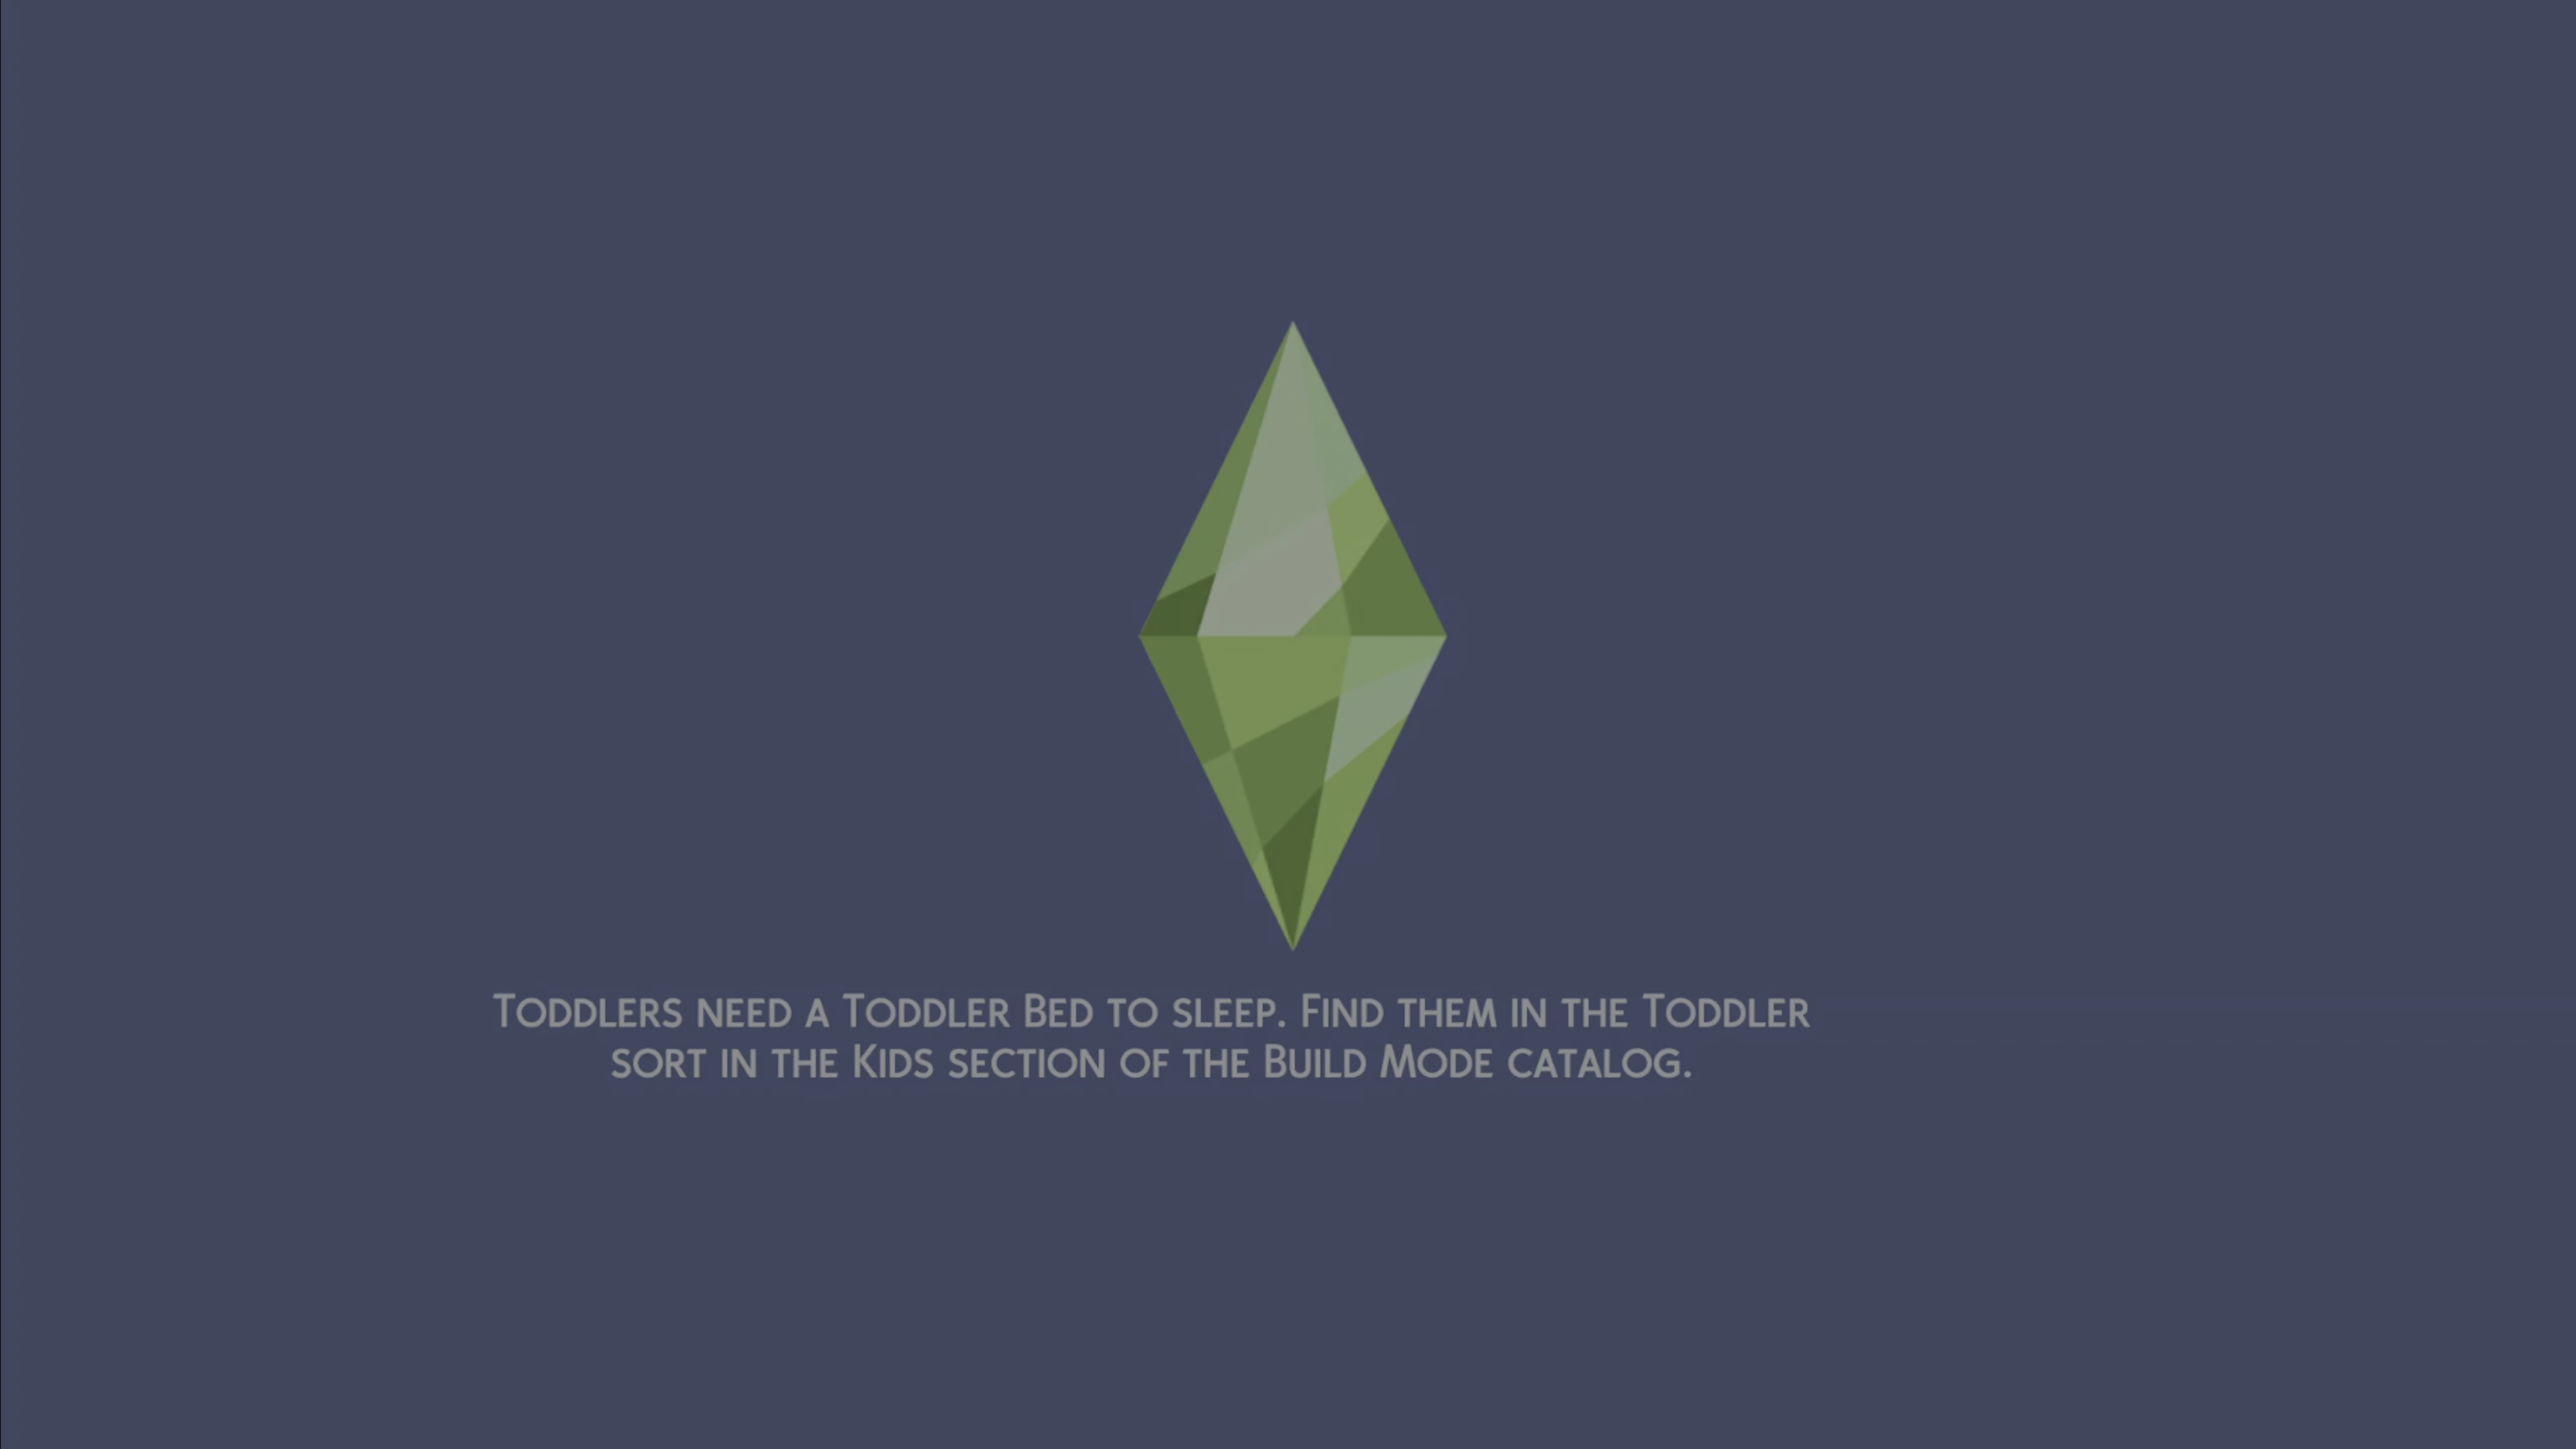 Toddlers need a Toddler Bed to sleep. Find them in the Toddler
sort in the Kids section of the Build Mode catalog.